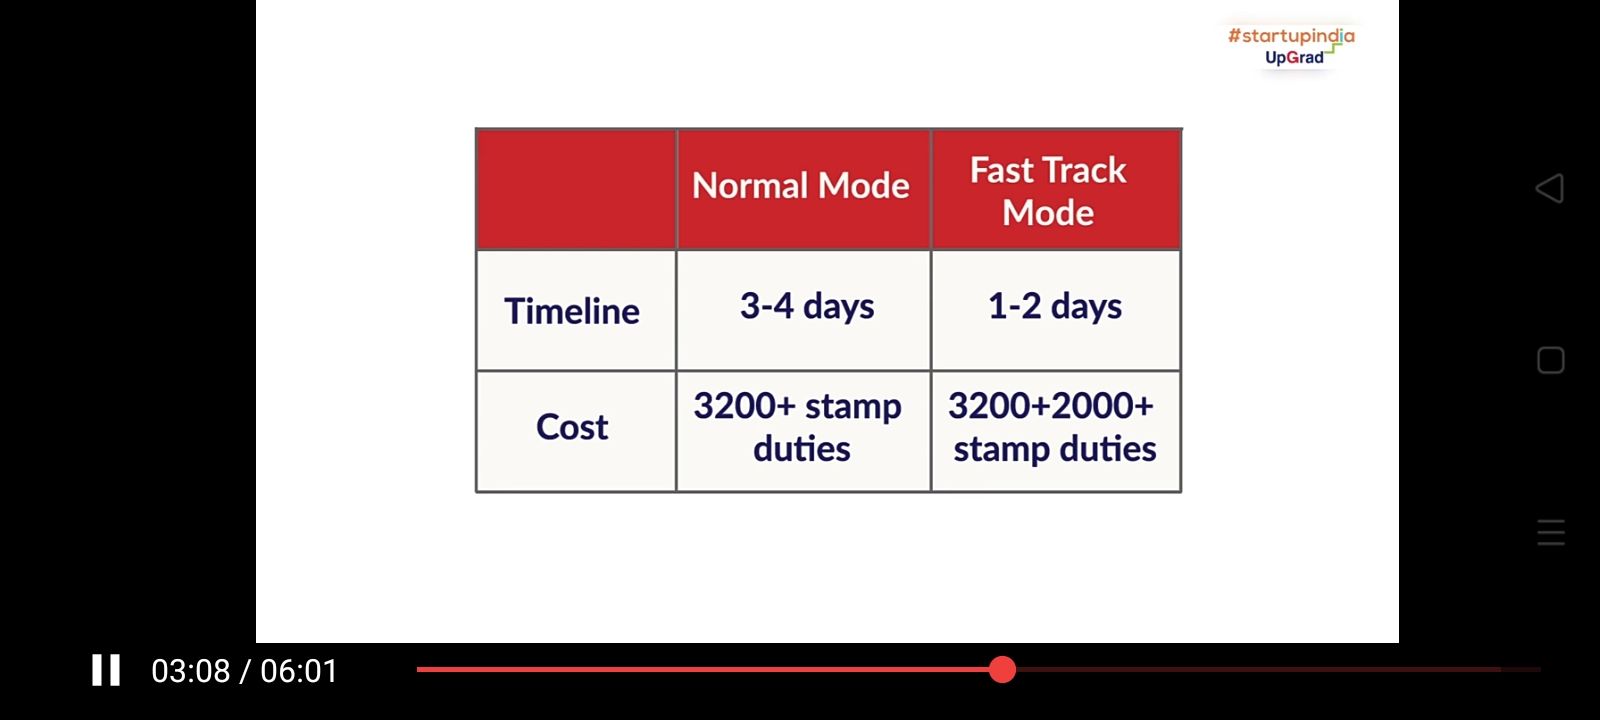 #startupindia
UpGrad
Normal Mode
Fast Track
Mode
Timeline
3-4 days
1-2 days
Cost
3200+ stamp
duties
3200+2000+
stamp duties
03:08 / 06:01